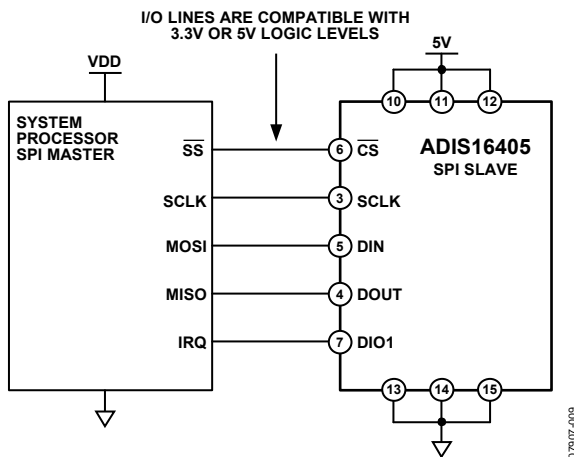 I/O LINES ARE COMPATIBLE WITH
3.3V OR 5V LOGIC LEVELS
VDD
5V
10
11
12
SYSTEM
PROCESSOR
SPI MASTER
ADIS16405
SPI SLAVE
SS
6
CS
SCLK
3
SCLK
MOSI
5
DIN
MISO
4
DOUT
IRQ
7
DIO1
13
14
15
07907-009